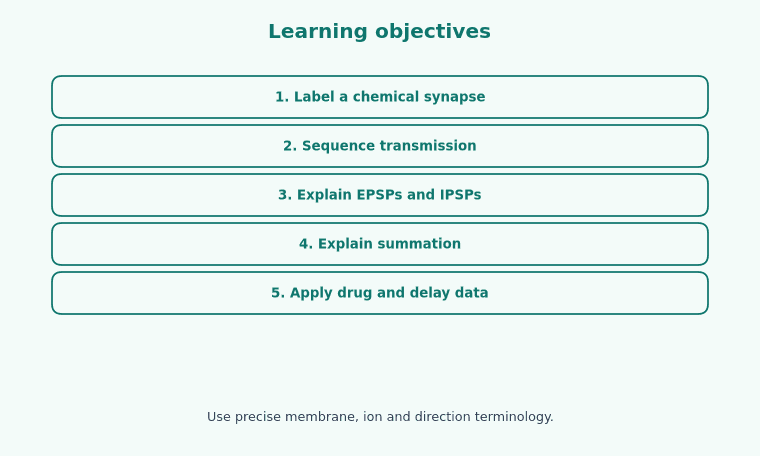 Learning objectives
1. Label a chemical synapse
2. Sequence transmission
3. Explain EPSPs and IPSPs
4. Explain summation
5. Apply drug and delay data
Use precise membrane, ion and direction terminology.